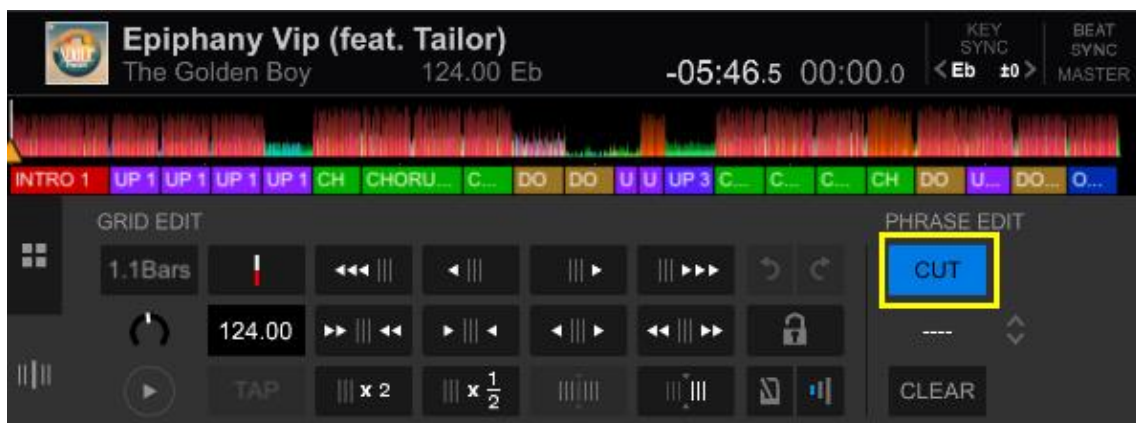 Epiphany Vip (feat. Tailor)
The Golden Boy 124.00 Eb
-05:46.5 00:00.0
KEY SYNC
< Eb ±0 >
BEAT SYNC
MASTER
INTRO 1 UP 1 UP 1 UP 1 UP 1 CH CHORU... C... DO DO U U UP 3 C... C... C... CH DO U... DO... O...
GRID EDIT
PHRASE EDIT
1.1Bars
CUT
124.00
----
TAP
x 2
x 1/2
CLEAR